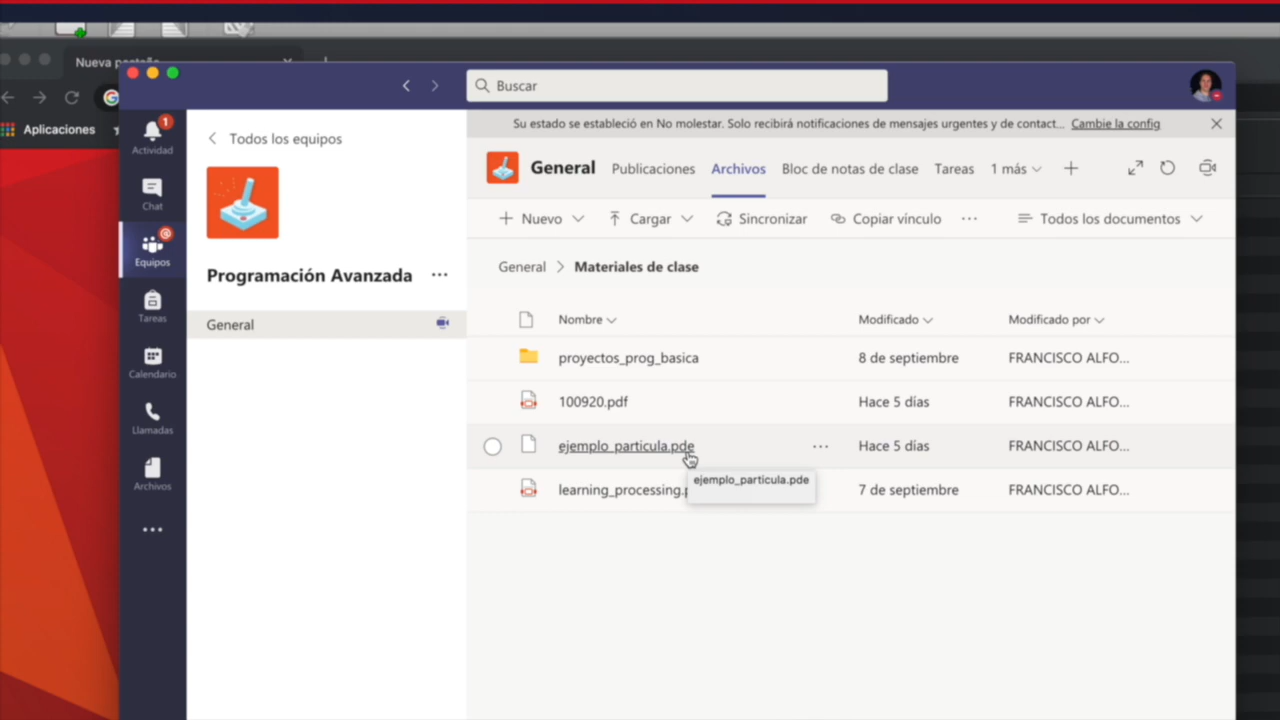 Nueva pestaña
Aplicaciones
Buscar
Actividad
1
Chat
Equipos
Tareas
Calendario
Llamadas
Archivos
Todos los equipos
Programación Avanzada
General
Su estado se estableció en No molestar. Solo recibirá notificaciones de mensajes urgentes y de contact... Cambie la config
General Publicaciones Archivos Bloc de notas de clase Tareas 1 más
Nuevo Cargar Sincronizar Copiar vínculo ... Todos los documentos
General > Materiales de clase
Nombre Modificado Modificado por
proyectos_prog_basica 8 de septiembre FRANCISCO ALFO...
100920.pdf Hace 5 días FRANCISCO ALFO...
ejemplo_particula.pde ... Hace 5 días FRANCISCO ALFO...
ejemplo_particula.pde
learning_processing.p 7 de septiembre FRANCISCO ALFO...